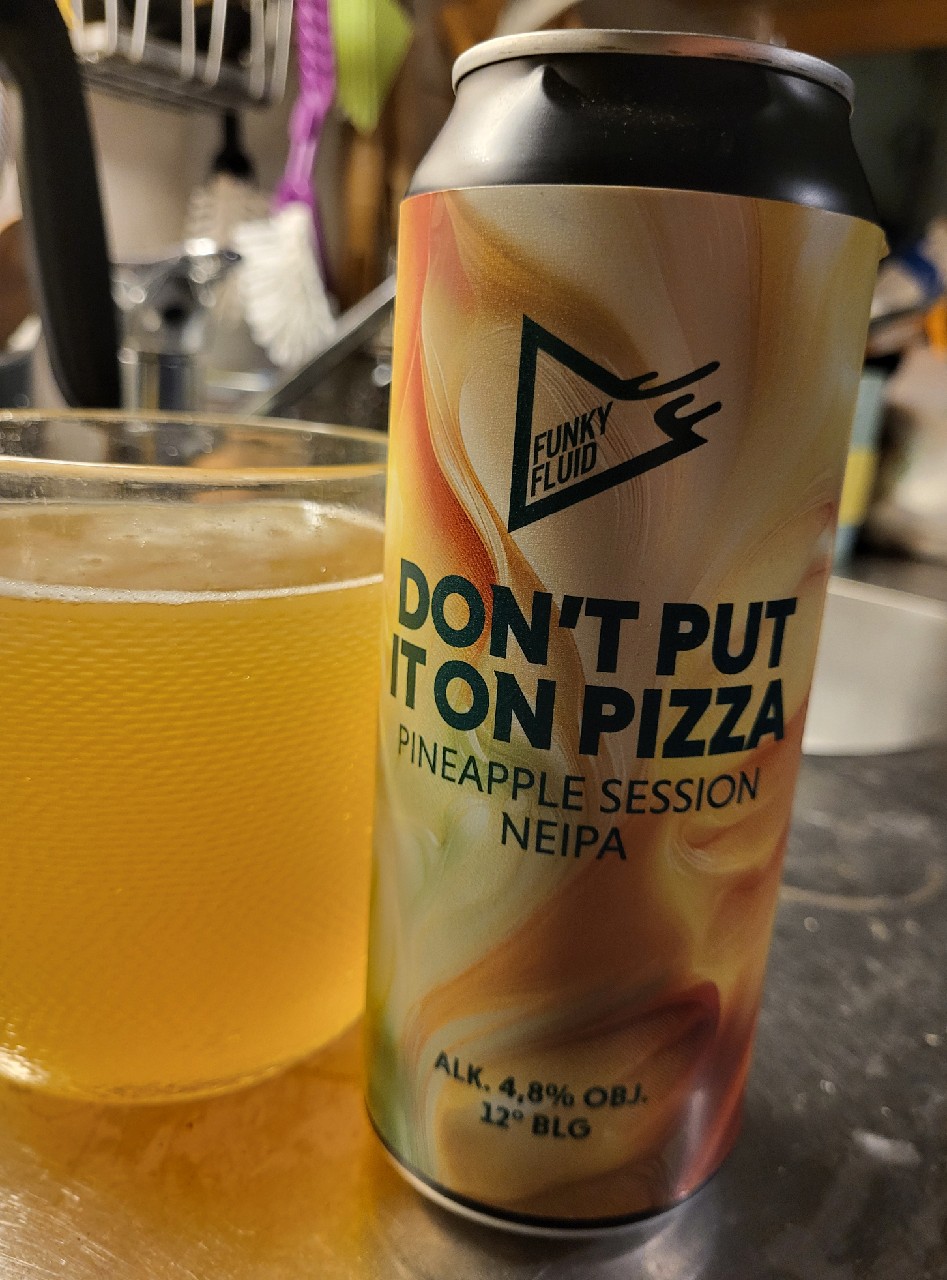 FUNKY
FLUID
DON'T PUT
IT ON PIZZA
PINEAPPLE SESSION
NEIPA
ALK. 4,8% OBJ.
12° BLG